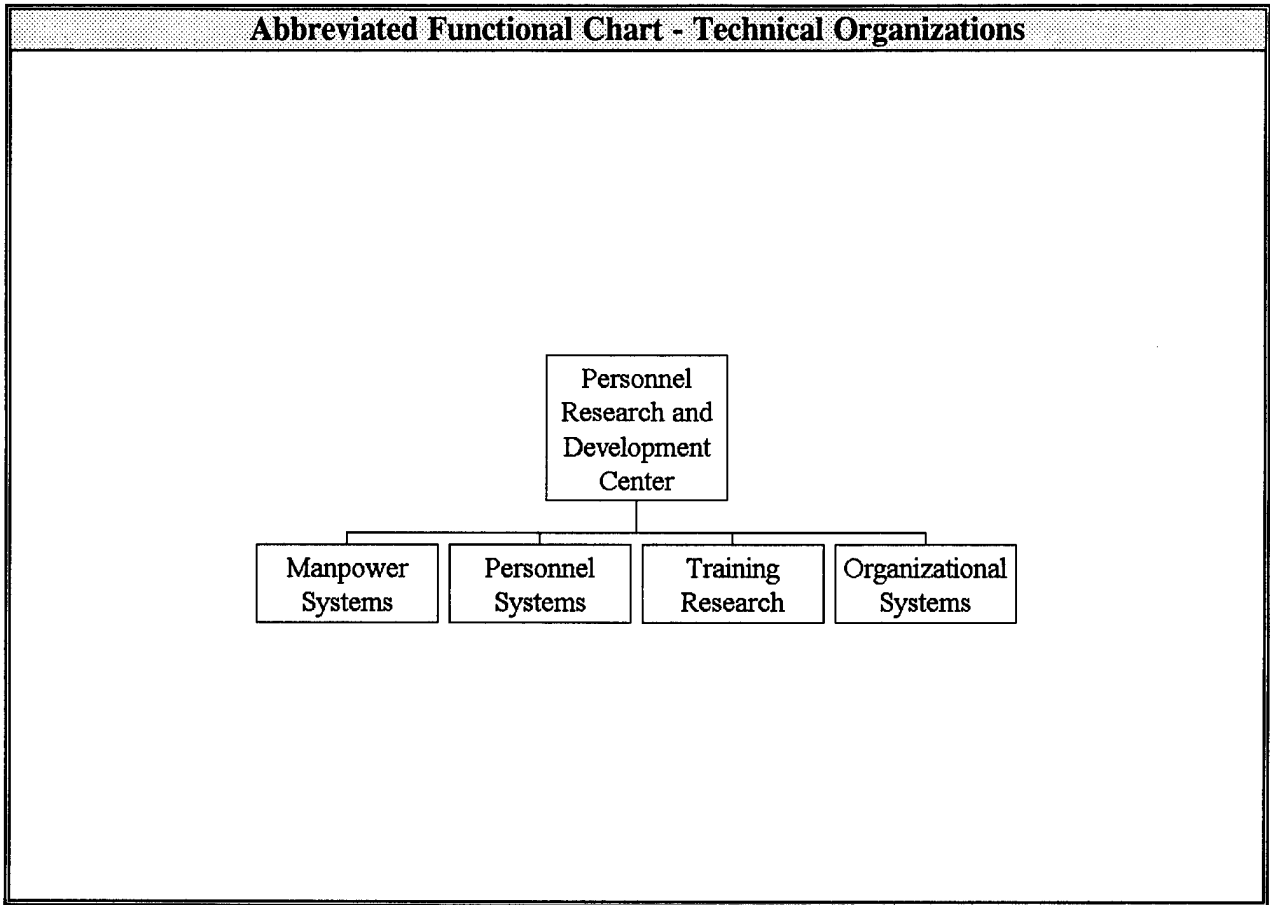 Abbreviated Functional Chart - Technical Organizations
Personnel
Research and
Development
Center
Manpower
Systems
Personnel
Systems
Training
Research
Organizational
Systems